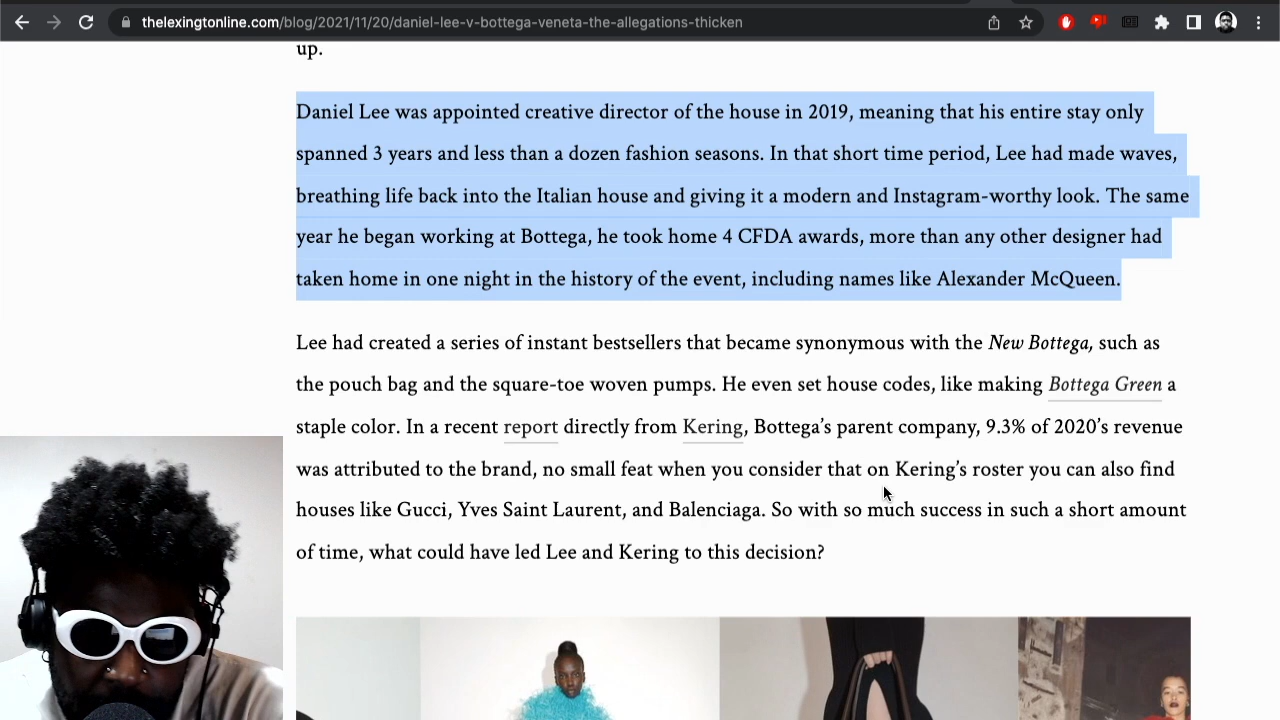 thelexingtononline.com/blog/2021/11/20/daniel-lee-v-bottega-veneta-the-allegations-thicken
up.
Daniel Lee was appointed creative director of the house in 2019, meaning that his entire stay only
spanned 3 years and less than a dozen fashion seasons. In that short time period, Lee had made waves,
breathing life back into the Italian house and giving it a modern and Instagram-worthy look. The same
year he began working at Bottega, he took home 4 CFDA awards, more than any other designer had
taken home in one night in the history of the event, including names like Alexander McQueen.
Lee had created a series of instant bestsellers that became synonymous with the New Bottega, such as
the pouch bag and the square-toe woven pumps. He even set house codes, like making Bottega Green a
staple color. In a recent report directly from Kering, Bottega’s parent company, 9.3% of 2020’s revenue
was attributed to the brand, no small feat when you consider that on Kering’s roster you can also find
houses like Gucci, Yves Saint Laurent, and Balenciaga. So with so much success in such a short amount
of time, what could have led Lee and Kering to this decision?